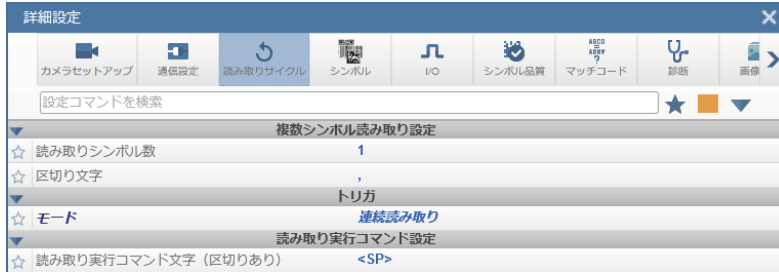 詳細設定
カメラセットアップ 通信設定 読み取りサイクル シンボル I/O シンボル品質 マッチコード 診断 画像
設定コマンドを検索
複数シンボル読み取り設定
読み取りシンボル数 1
区切り文字 ,
トリガ
モード 連続読み取り
読み取り実行コマンド設定
読み取り実行コマンド文字（区切りあり） <SP>